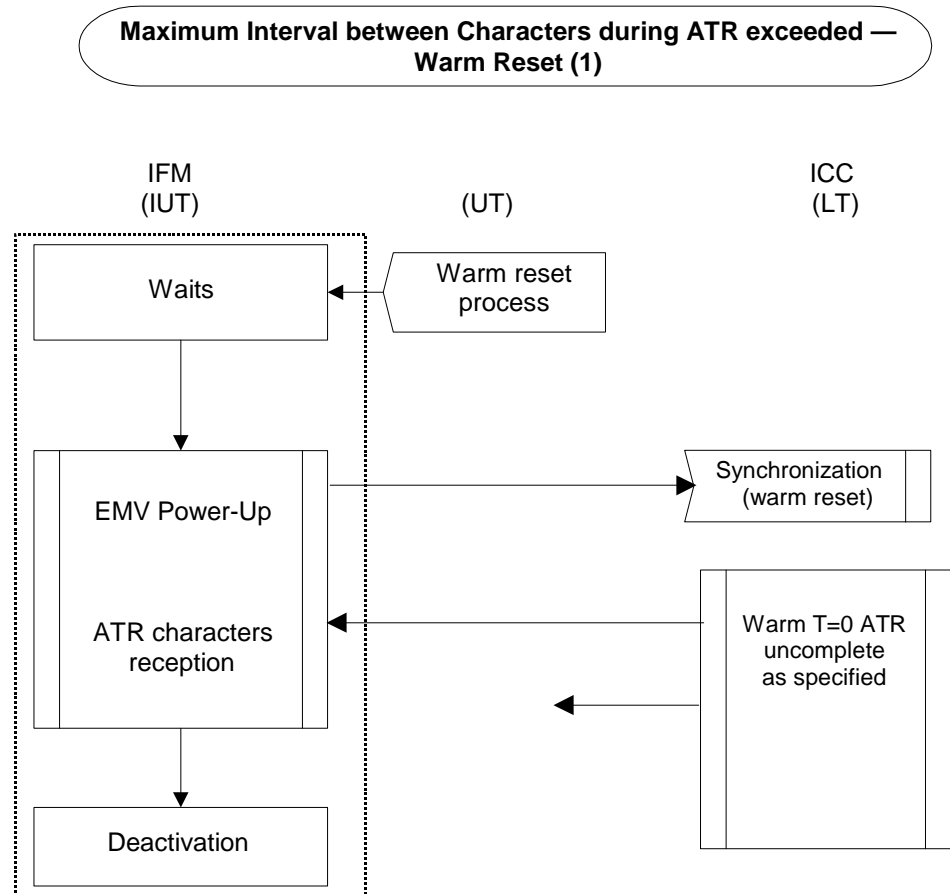 Maximum Interval between Characters during ATR exceeded —
Warm Reset (1)
IFM
(IUT)
(UT)
ICC
(LT)
Waits
Warm reset
process
EMV Power-Up
Synchronization
(warm reset)
ATR characters
reception
Warm T=0 ATR
uncomplete
as specified
Deactivation